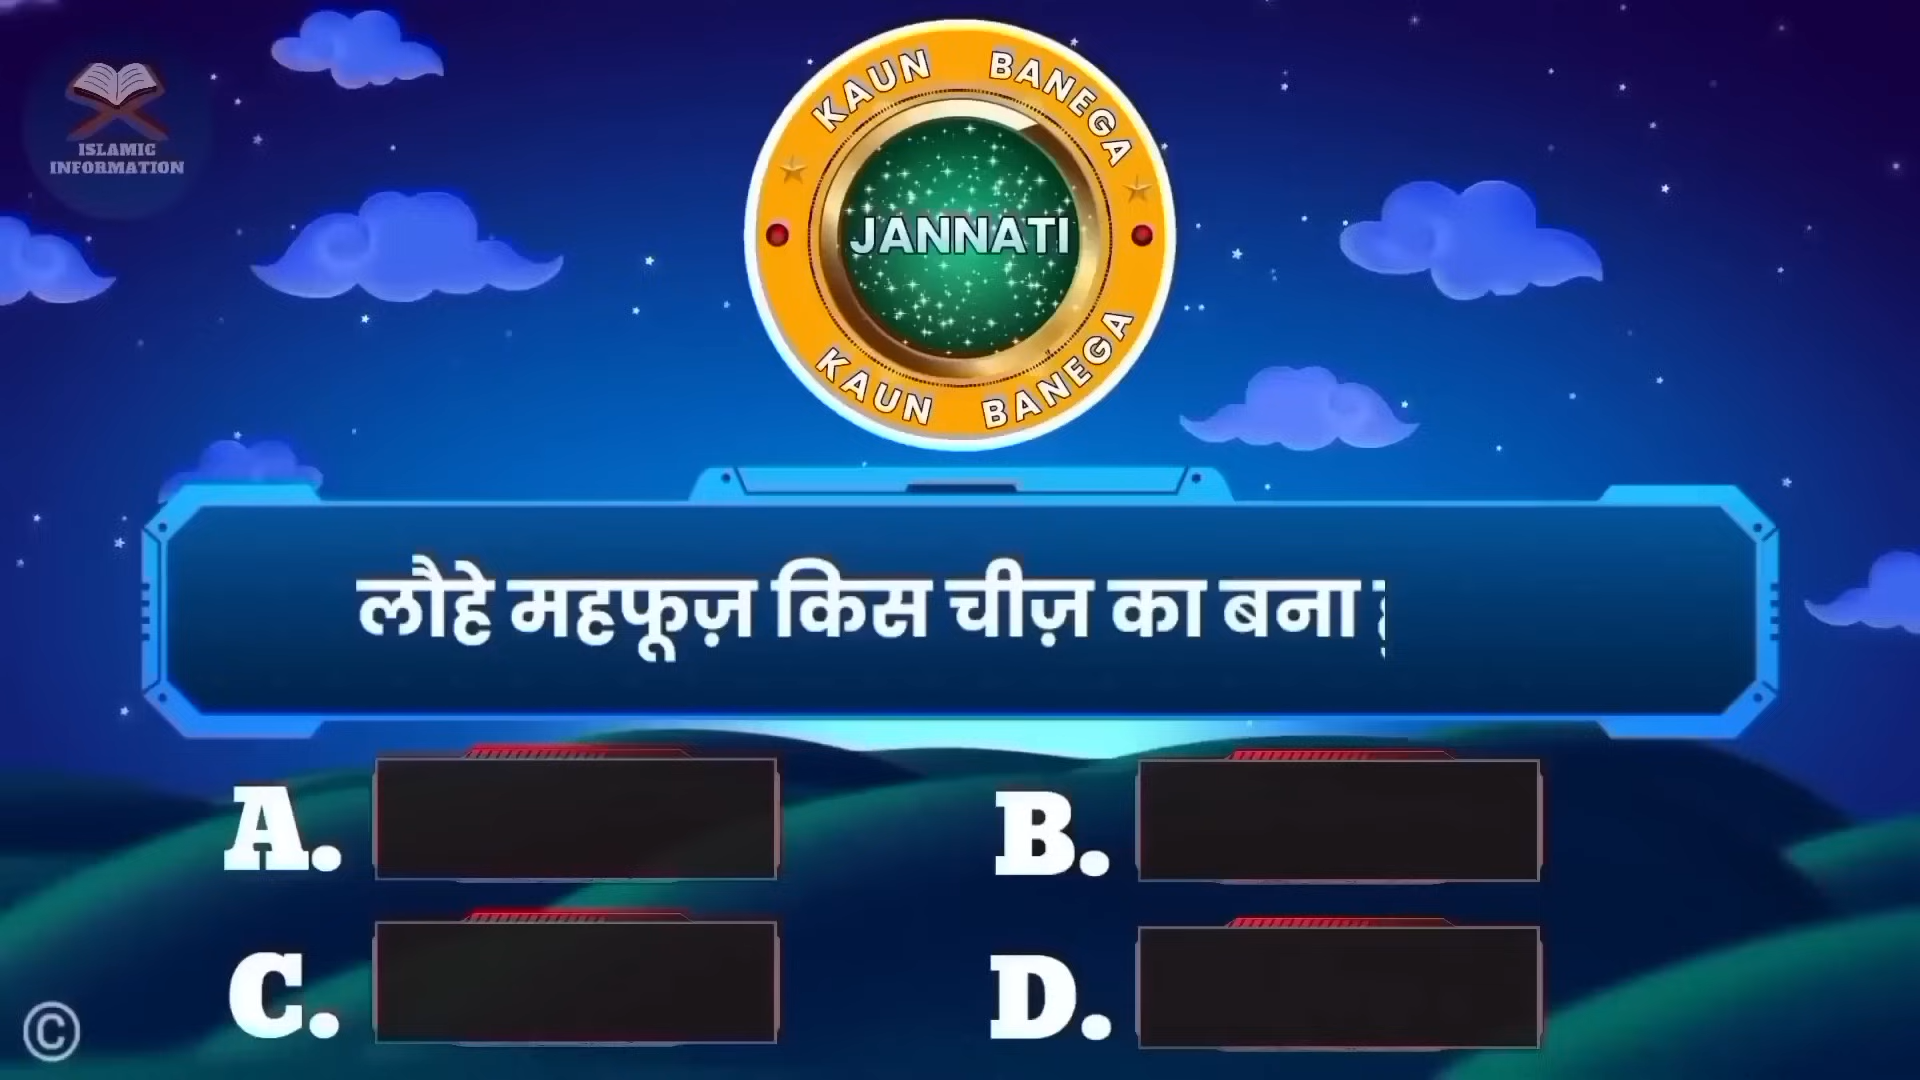 ISLAMIC
INFORMATION
KAUN BANEGA
JANNATI
KAUN BANEGA
लौहे महफूज़ किस चीज़ का बना
A.
B.
C.
D.
©